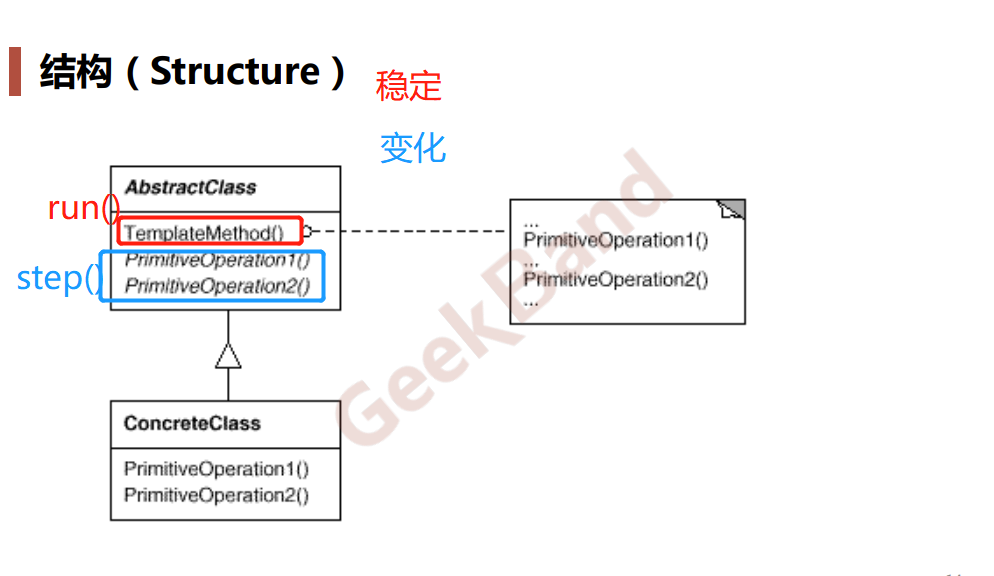 结构（Structure）
稳定
变化
AbstractClass
run()
TemplateMethod()
step()
PrimitiveOperation1()
PrimitiveOperation2()
...
PrimitiveOperation1()
...
PrimitiveOperation2()
...
ConcreteClass
PrimitiveOperation1()
PrimitiveOperation2()
GeekBand